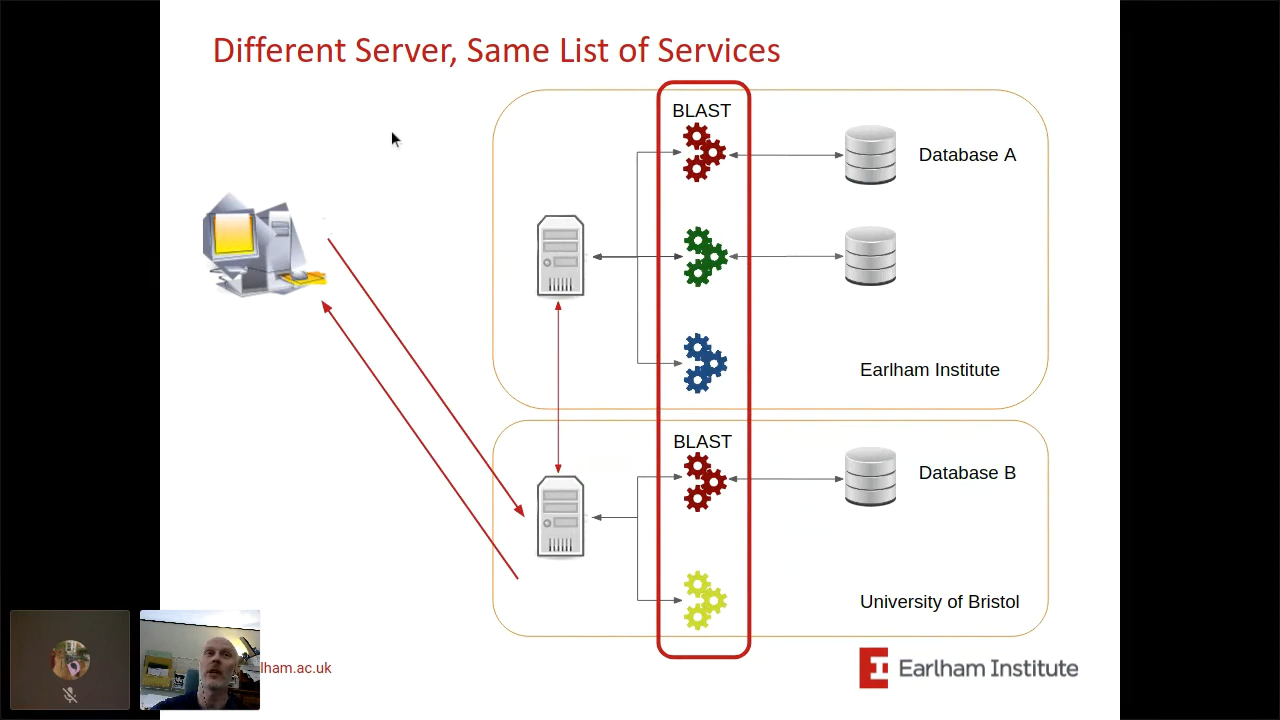 Different Server, Same List of Services
BLAST
Database A
Earlham Institute
BLAST
Database B
University of Bristol
lham.ac.uk
Earlham Institute